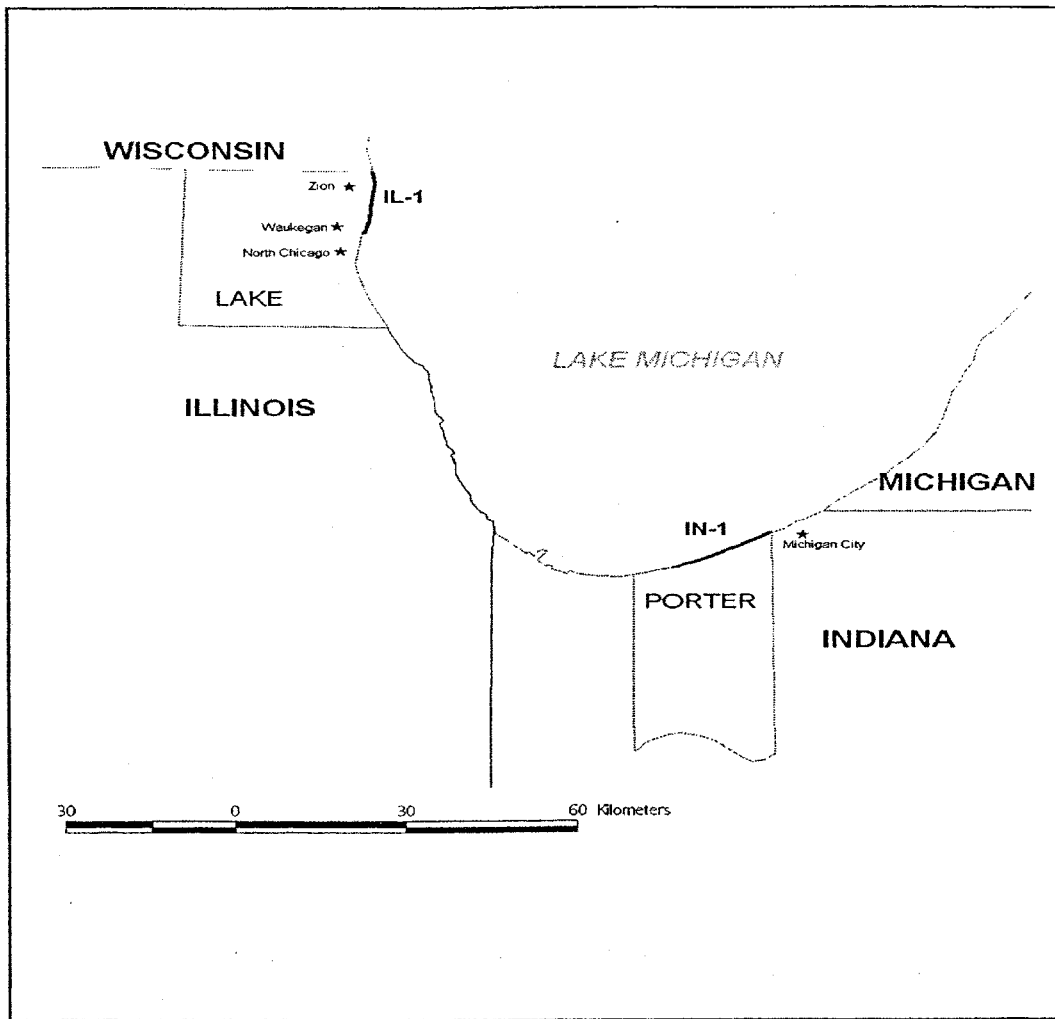 WISCONSIN
Zion
IL-1
Waukegan
North Chicago
LAKE
LAKE MICHIGAN
ILLINOIS
MICHIGAN
IN-1
Michigan City
PORTER
INDIANA
30 0 30 60 Kilometers